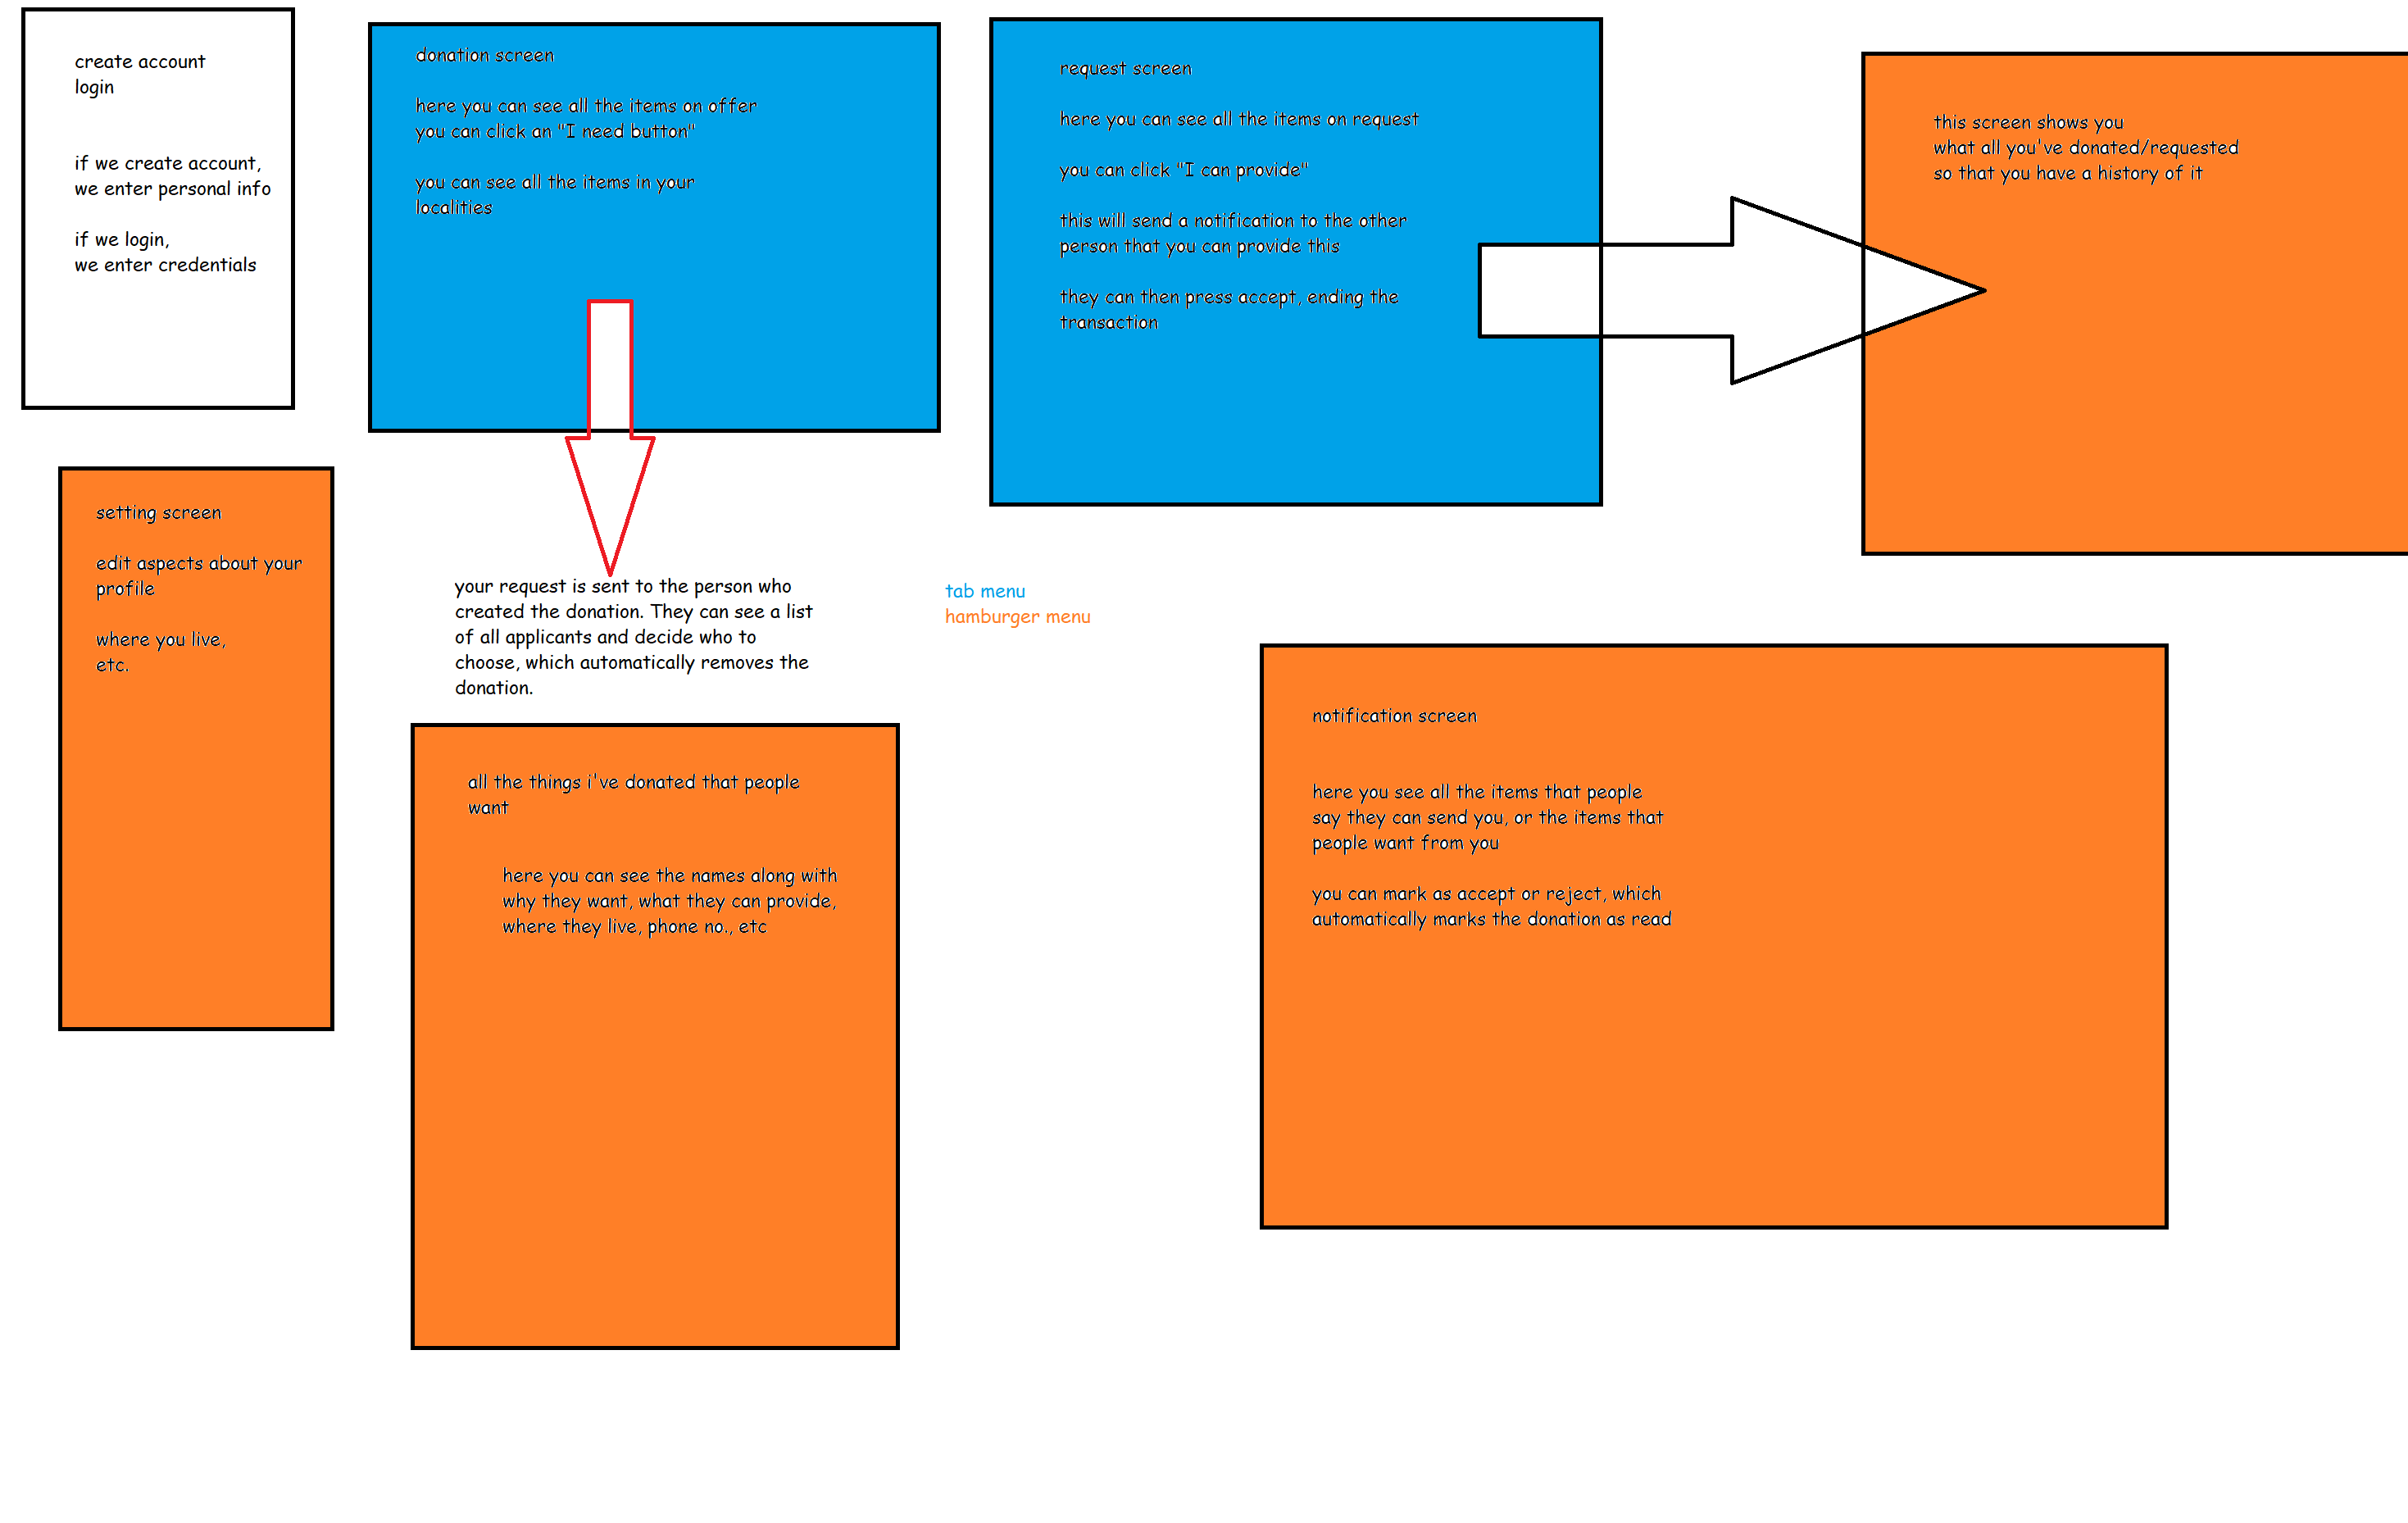 create account
login
if we create account,
we enter personal info
if we login,
we enter credentials
donation screen
here you can see all the items on offer
you can click an "I need button"
you can see all the items in your
localities
request screen
here you can see all the items on request
you can click "I can provide"
this will send a notification to the other
person that you can provide this
they can then press accept, ending the
transaction
this screen shows you
what all you've donated/requested
so that you have a history of it
setting screen
edit aspects about your
profile
where you live,
etc.
your request is sent to the person who
created the donation. They can see a list
of all applicants and decide who to
choose, which automatically removes the
donation.
tab menu
hamburger menu
all the things i've donated that people
want
here you can see the names along with
why they want, what they can provide,
where they live, phone no., etc
notification screen
here you see all the items that people
say they can send you, or the items that
people want from you
you can mark as accept or reject, which
automatically marks the donation as read